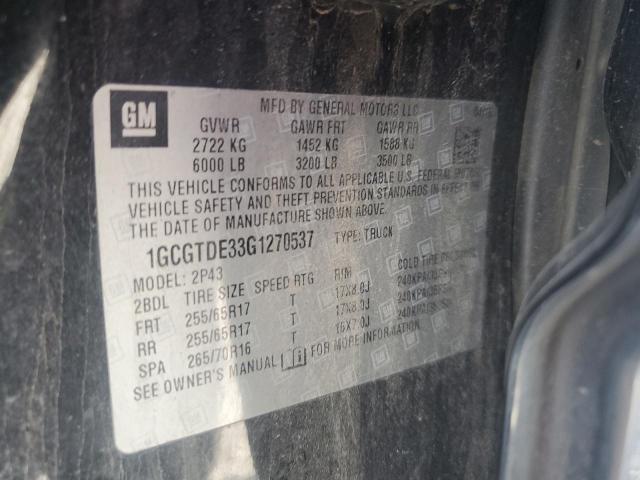 GM
MFD BY GENERAL MOTORS LLC
GVWR GAWR FRT GAWR RR
2722 KG 1452 KG 1588 KG
6000 LB 3200 LB 3500 LB
THIS VEHICLE CONFORMS TO ALL APPLICABLE U.S. FEDERAL
VEHICLE SAFETY AND THEFT PREVENTION STANDARDS IN EFFECT ON
THE DATE OF MANUFACTURE SHOWN ABOVE.
1GCGTDE33G1270537 TYPE: TRUCK
MODEL: 2P43
2BDL TIRE SIZE SPEED RTG RIM COLD TIRE
FRT 255/65R17 T 17X8.0J
RR 255/65R17 T 17X8.0J
SPA 265/70R16 T 16X7.0J
SEE OWNER'S MANUAL i FOR MORE INFORMATION.